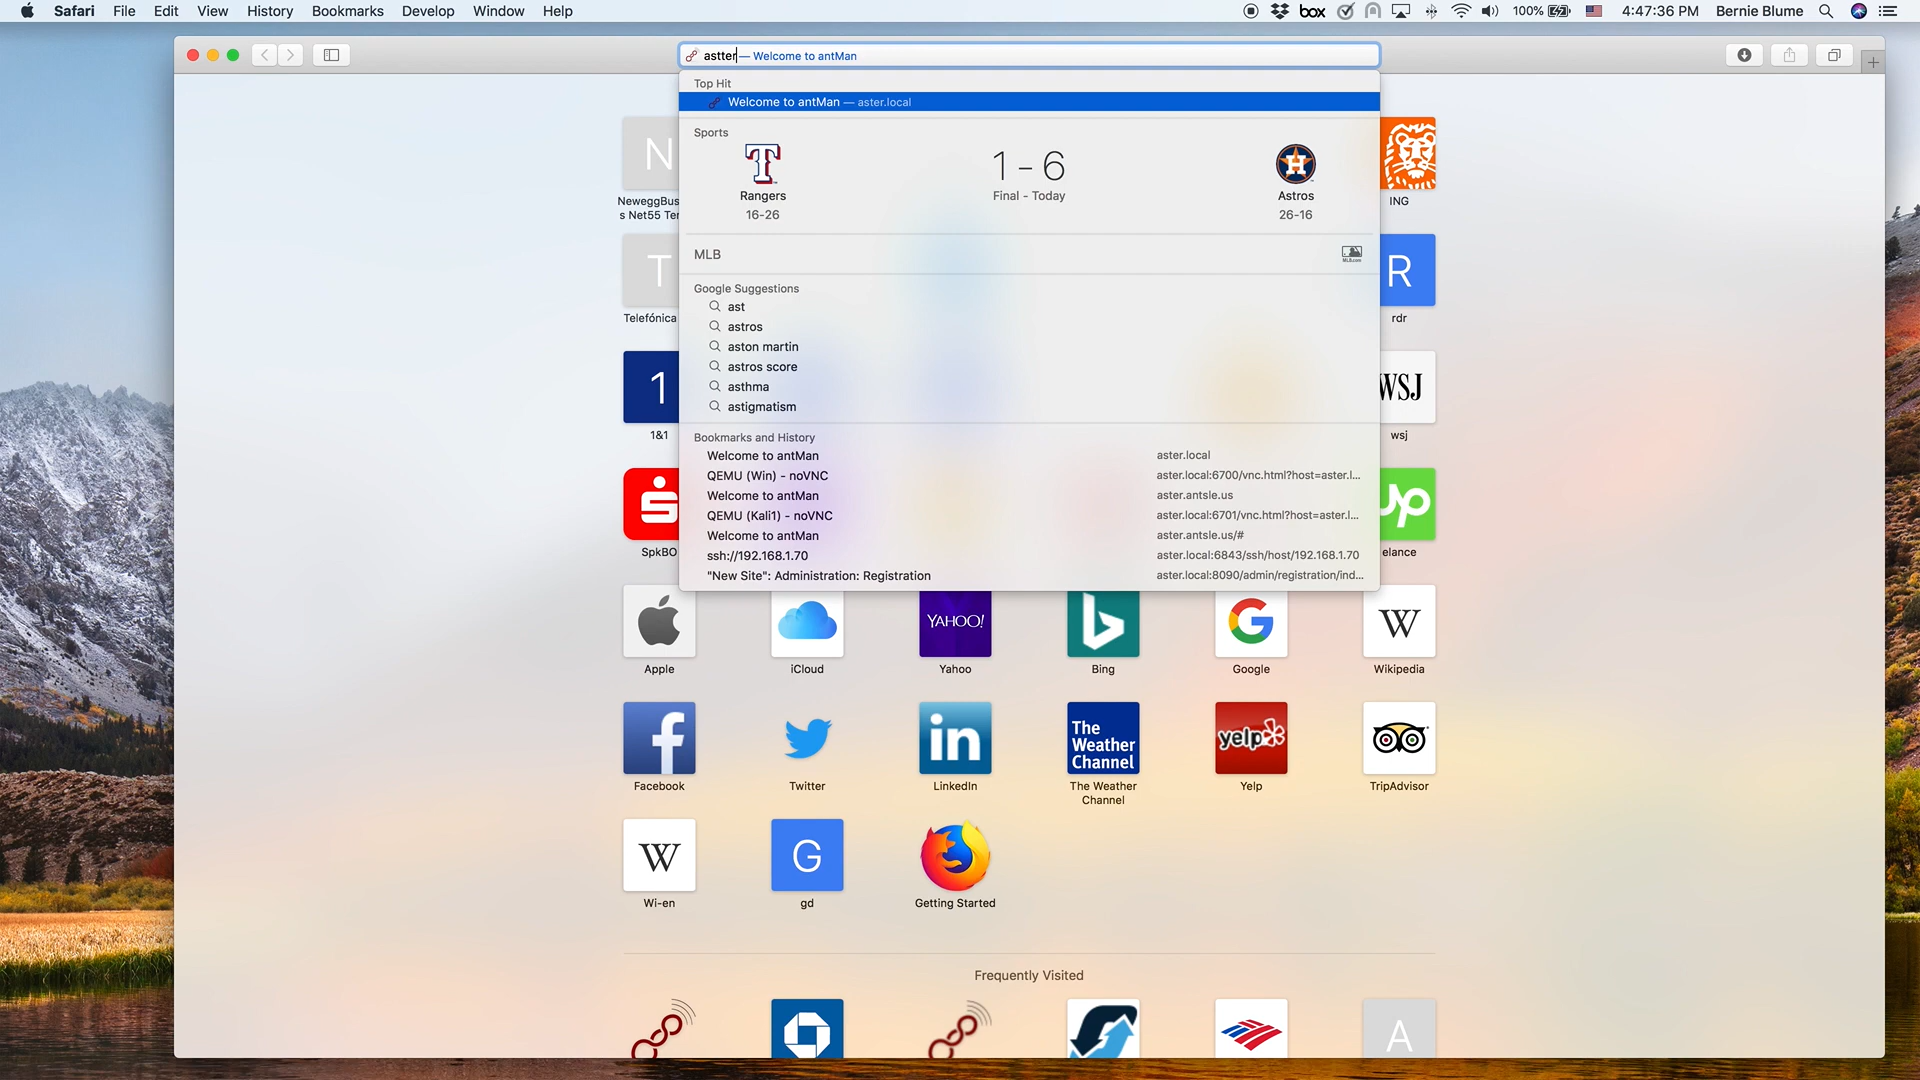 Safari File Edit View History Bookmarks Develop Window Help
box 100% 4:47:36 PM Bernie Blume
astter — Welcome to antMan
Top Hit
Welcome to antMan — aster.local
Sports
T
1 - 6
H
Rangers
Final - Today
Astros
16-26
26-16
MLB
MLB.com
Google Suggestions
ast
astros
aston martin
astros score
asthma
astigmatism
Bookmarks and History
Welcome to antMan aster.local
QEMU (Win) - noVNC aster.local:6700/vnc.html?host=aster.l...
Welcome to antMan aster.antsle.us
QEMU (Kali1) - noVNC aster.local:6701/vnc.html?host=aster.l...
Welcome to antMan aster.antsle.us/#
ssh://192.168.1.70 aster.local:6843/ssh/host/192.168.1.70
"New Site": Administration: Registration aster.local:8090/admin/registration/ind...
N
NeweggBus
s Net55 Ter
ING
T
Telefónica
R
rdr
1
1&1
WSJ
wsj
SpkBO
up
elance
Apple
iCloud
YAHOO!
Yahoo
Bing
G
Google
W
Wikipedia
f
Facebook
Twitter
in
LinkedIn
The
Weather
Channel
The Weather
Channel
yelp
Yelp
TripAdvisor
W
Wi-en
G
gd
Getting Started
Frequently Visited
A